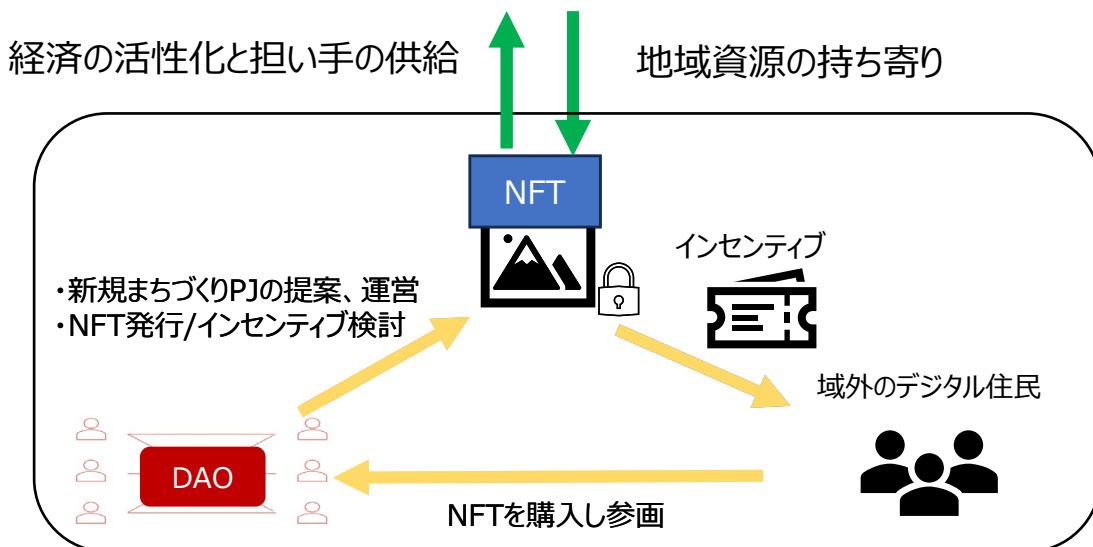 経済の活性化と担い手の供給
地域資源の持ち寄り
NFT
インセンティブ
・新規まちづくりPJの提案、運営
・NFT発行/インセンティブ検討
域外のデジタル住民
DAO
NFTを購入し参画